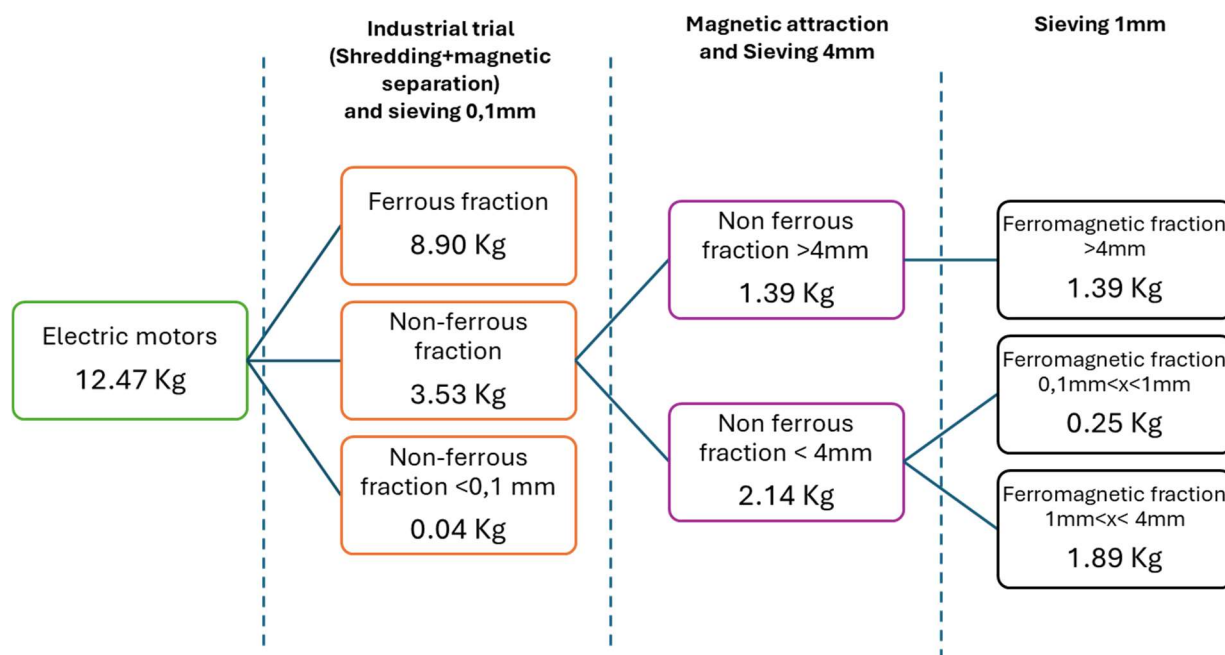 Industrial trial
(Shredding+magnetic
separation)
and sieving 0,1mm
Magnetic attraction
and Sieving 4mm
Sieving 1mm
Electric motors
12.47 Kg
Ferrous fraction
8.90 Kg
Non-ferrous
fraction
3.53 Kg
Non-ferrous
fraction <0,1 mm
0.04 Kg
Non ferrous
fraction >4mm
1.39 Kg
Non ferrous
fraction < 4mm
2.14 Kg
Ferromagnetic fraction
>4mm
1.39 Kg
Ferromagnetic fraction
0,1mm<x<1mm
0.25 Kg
Ferromagnetic fraction
1mm<x< 4mm
1.89 Kg